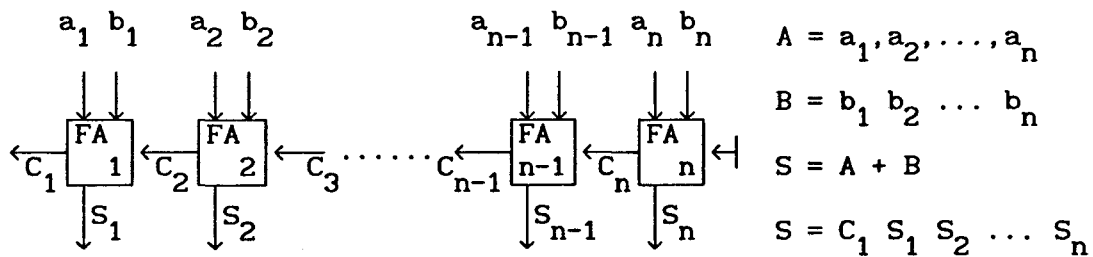 a₁ b₁ a₂ b₂ aₙ₋₁ bₙ₋₁ aₙ bₙ
A = a₁,a₂,...,aₙ
B = b₁ b₂ ... bₙ
FA FA FA FA
1 2 n-1 n
C₁ C₂ C₃ ...... Cₙ₋₁ Cₙ
S = A + B
S₁ S₂ Sₙ₋₁ Sₙ
S = C₁ S₁ S₂ ... Sₙ